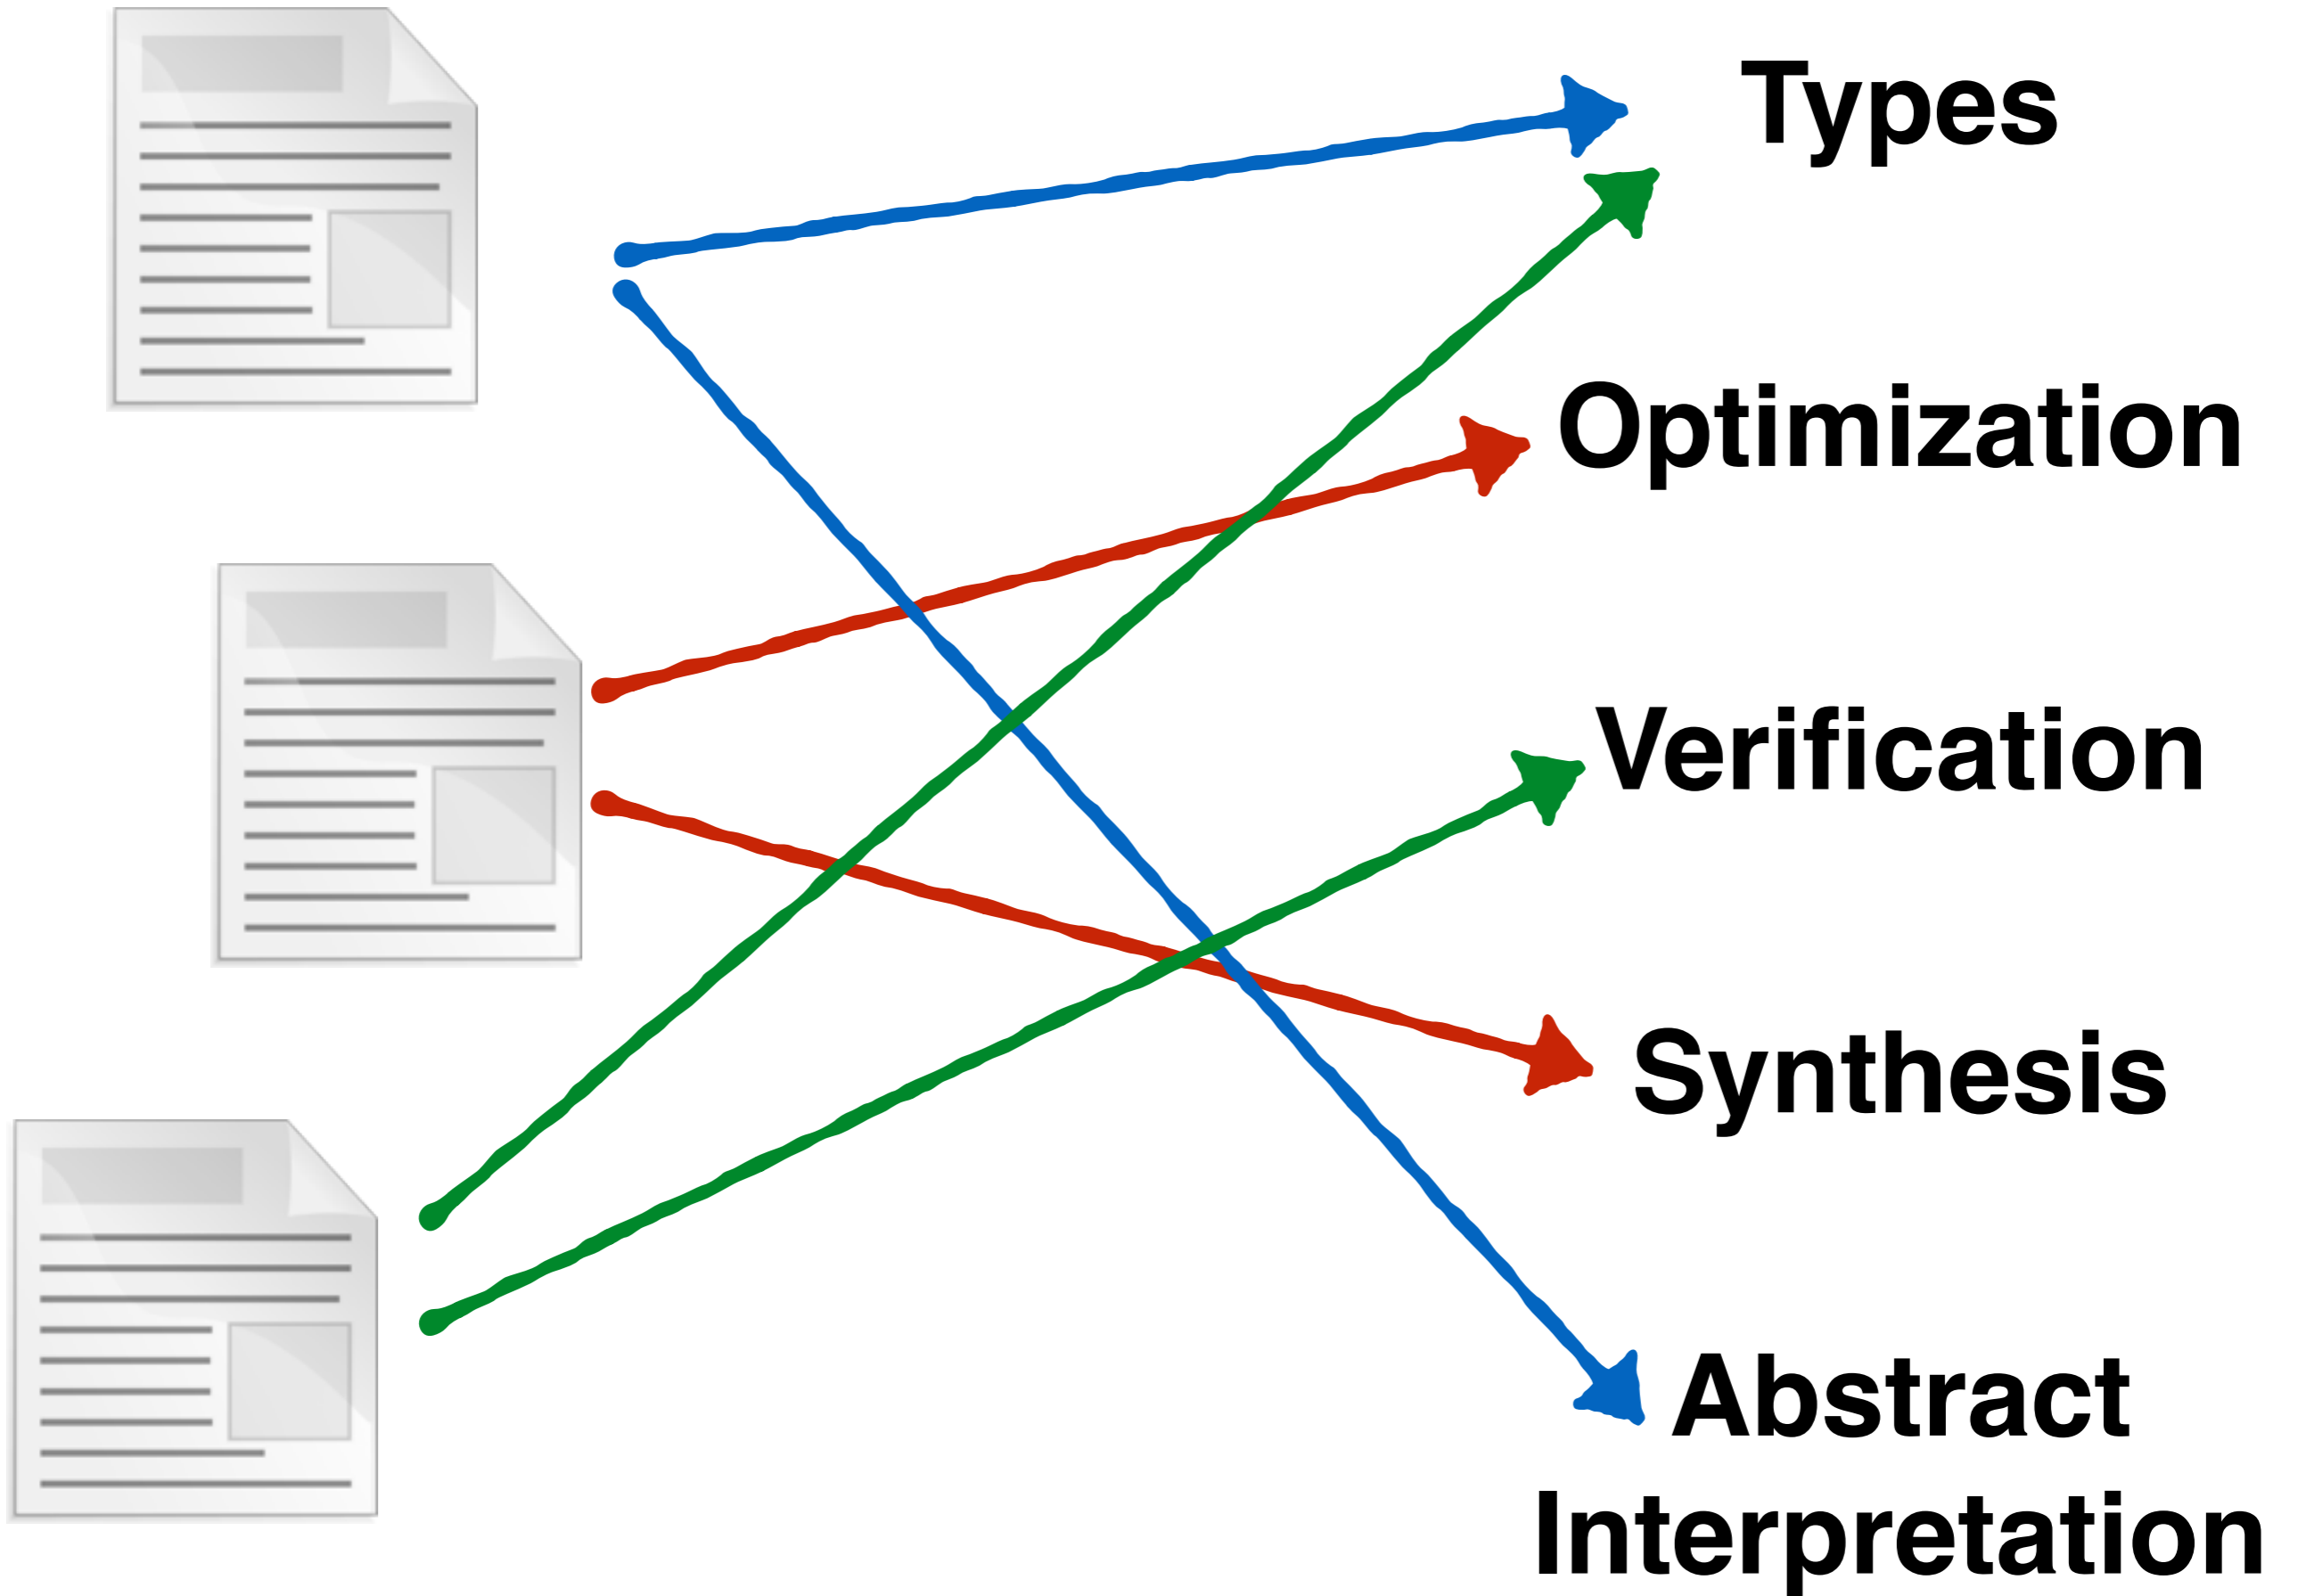 Types
Optimization
Verification
Synthesis
Abstract
Interpretation